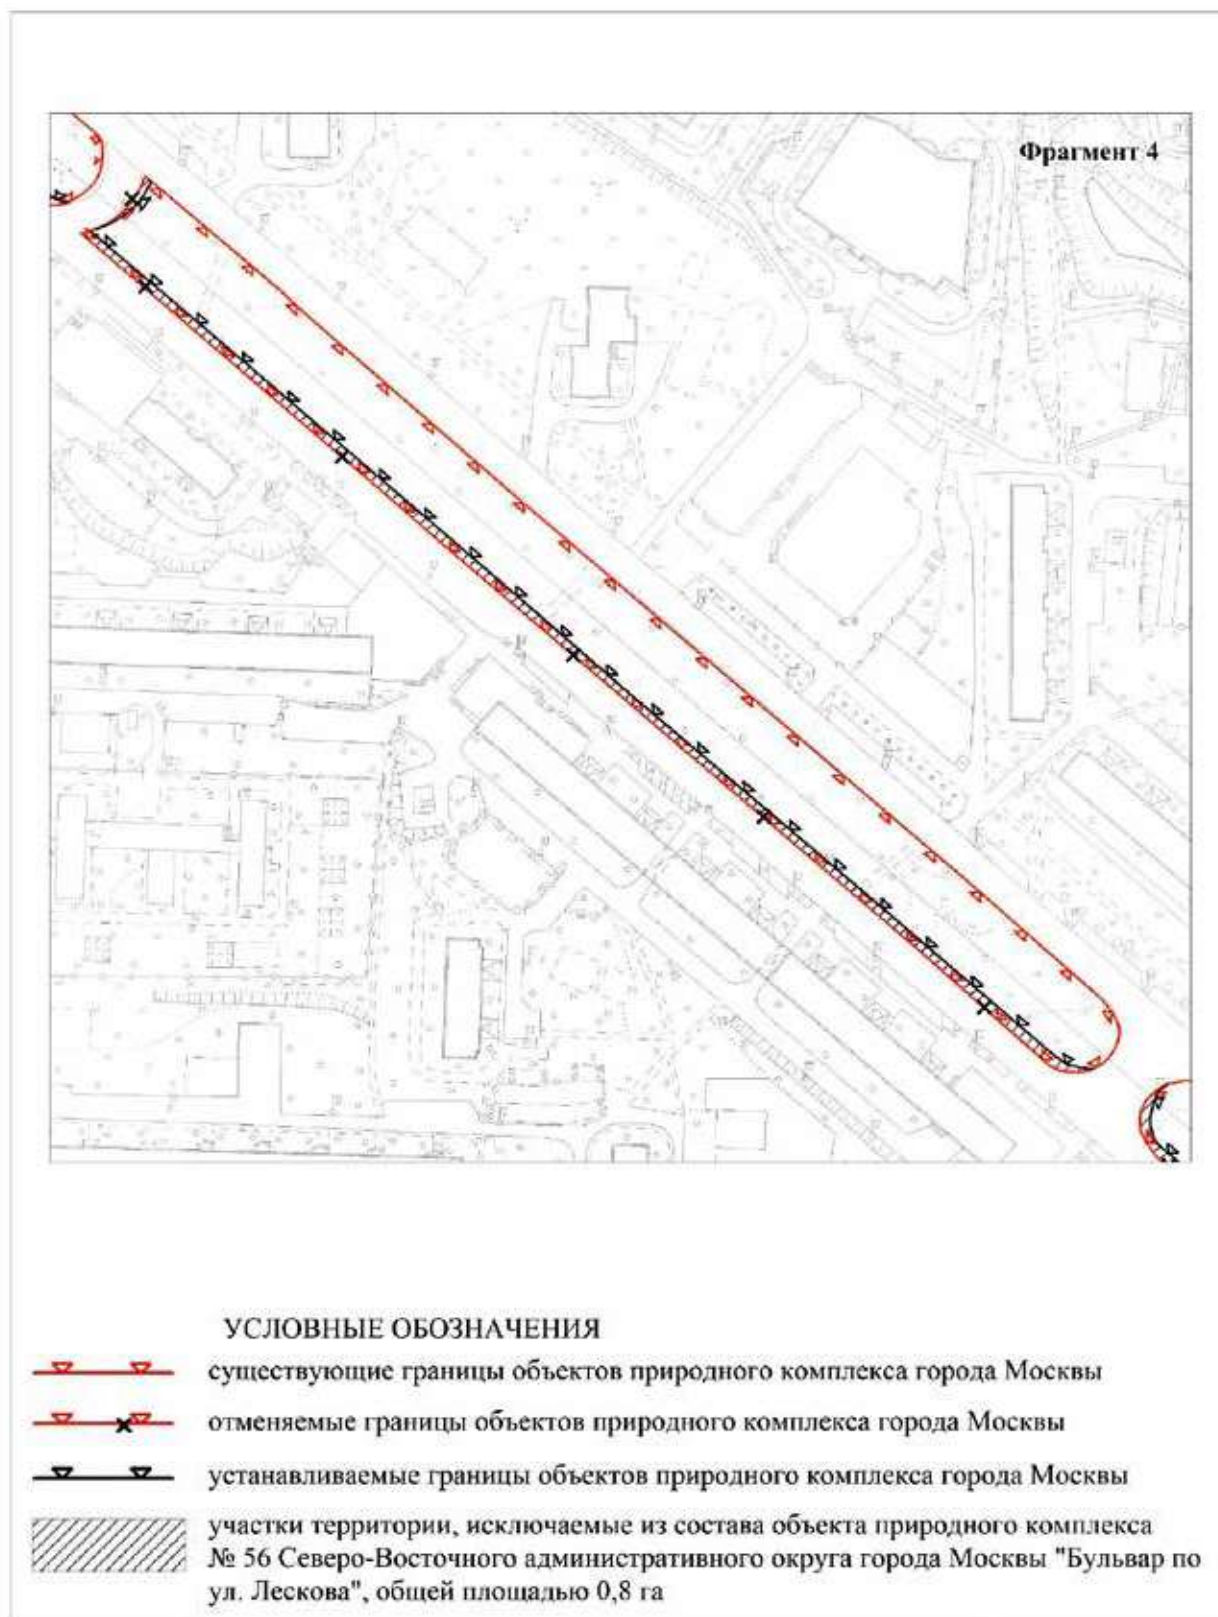 Фрагмент 4
УСЛОВНЫЕ ОБОЗНАЧЕНИЯ
существующие границы объектов природного комплекса города Москвы
отменяемые границы объектов природного комплекса города Москвы
устанавливаемые границы объектов природного комплекса города Москвы
участки территории, исключаемые из состава объекта природного комплекса
№ 56 Северо-Восточного административного округа города Москвы "Бульвар по
ул. Лескова", общей площадью 0,8 га